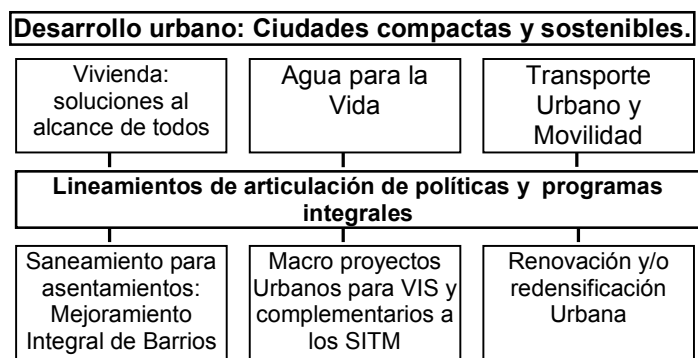 Desarrollo urbano: Ciudades compactas y sostenibles.
Vivienda:
soluciones al
alcance de todos
Agua para la
Vida
Transporte
Urbano y
Movilidad
Lineamientos de articulación de políticas y programas
integrales
Saneamiento para
asentamientos:
Mejoramiento
Integral de Barrios
Macro proyectos
Urbanos para VIS y
complementarios a
los SITM
Renovación y/o
redensificación
Urbana